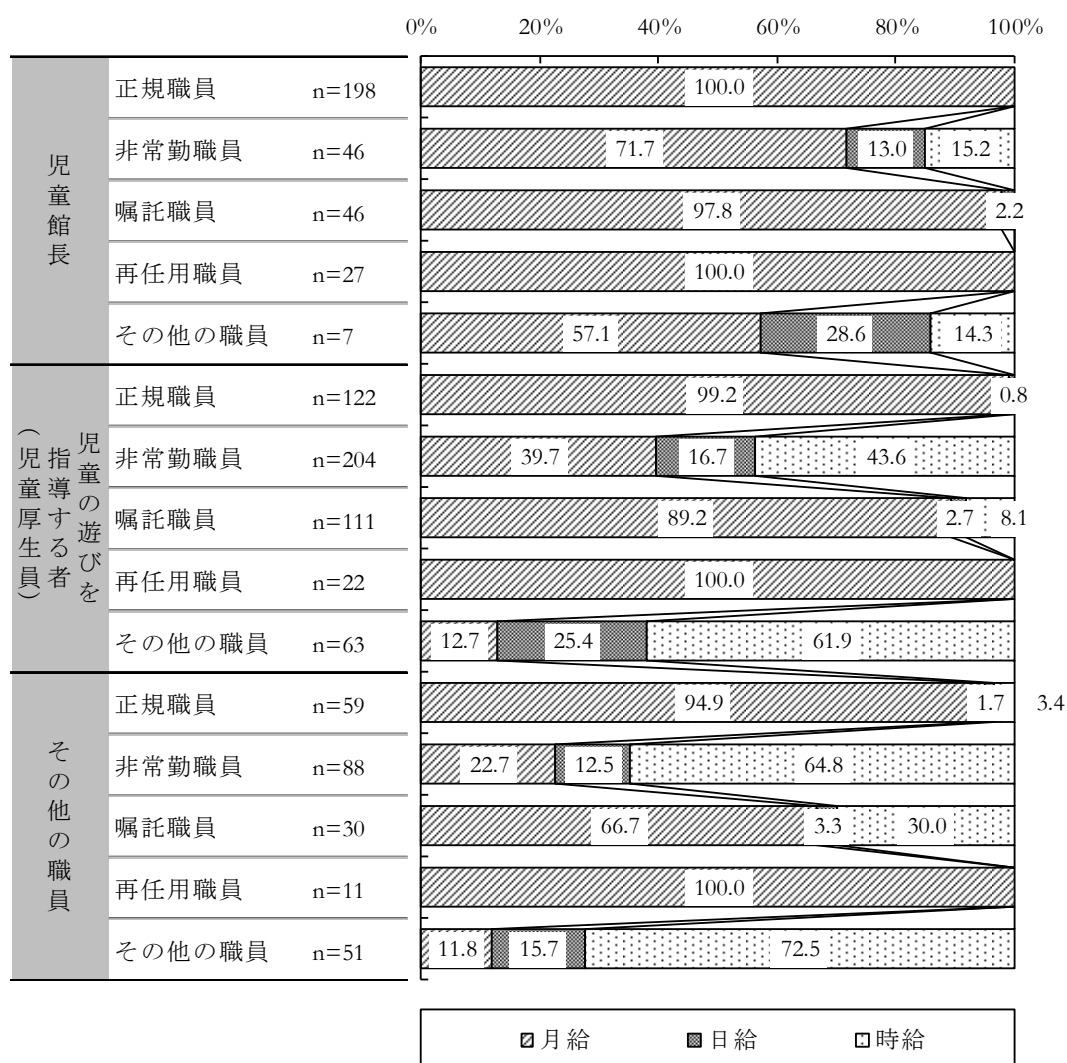 0% 20% 40% 60% 80% 100%
児童館長
正規職員 n=198 100.0
非常勤職員 n=46 71.7 13.0 15.2
嘱託職員 n=46 97.8 2.2
再任用職員 n=27 100.0
その他の職員 n=7 57.1 28.6 14.3
児童の遊びを
指導する者
(児童厚生員)
正規職員 n=122 99.2 0.8
非常勤職員 n=204 39.7 16.7 43.6
嘱託職員 n=111 89.2 2.7 8.1
再任用職員 n=22 100.0
その他の職員 n=63 12.7 25.4 61.9
その他の職員
正規職員 n=59 94.9 1.7 3.4
非常勤職員 n=88 22.7 12.5 64.8
嘱託職員 n=30 66.7 3.3 30.0
再任用職員 n=11 100.0
その他の職員 n=51 11.8 15.7 72.5
月給 日給 時給